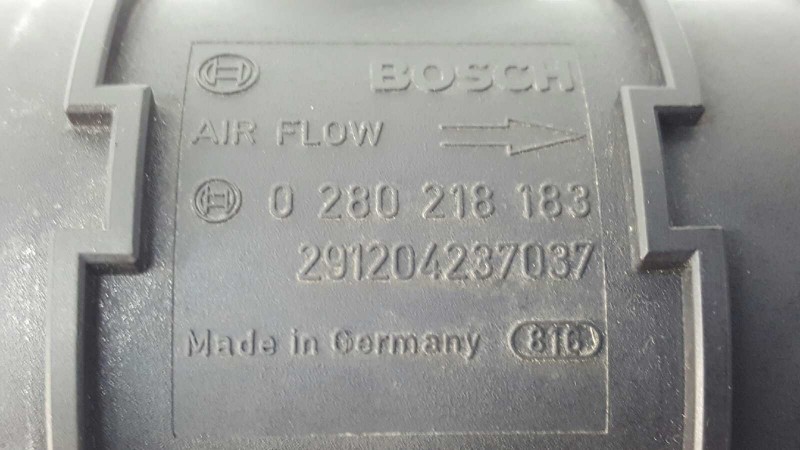 BOSCH
AIR FLOW
0 280 218 183
291204237037
Made in Germany 816